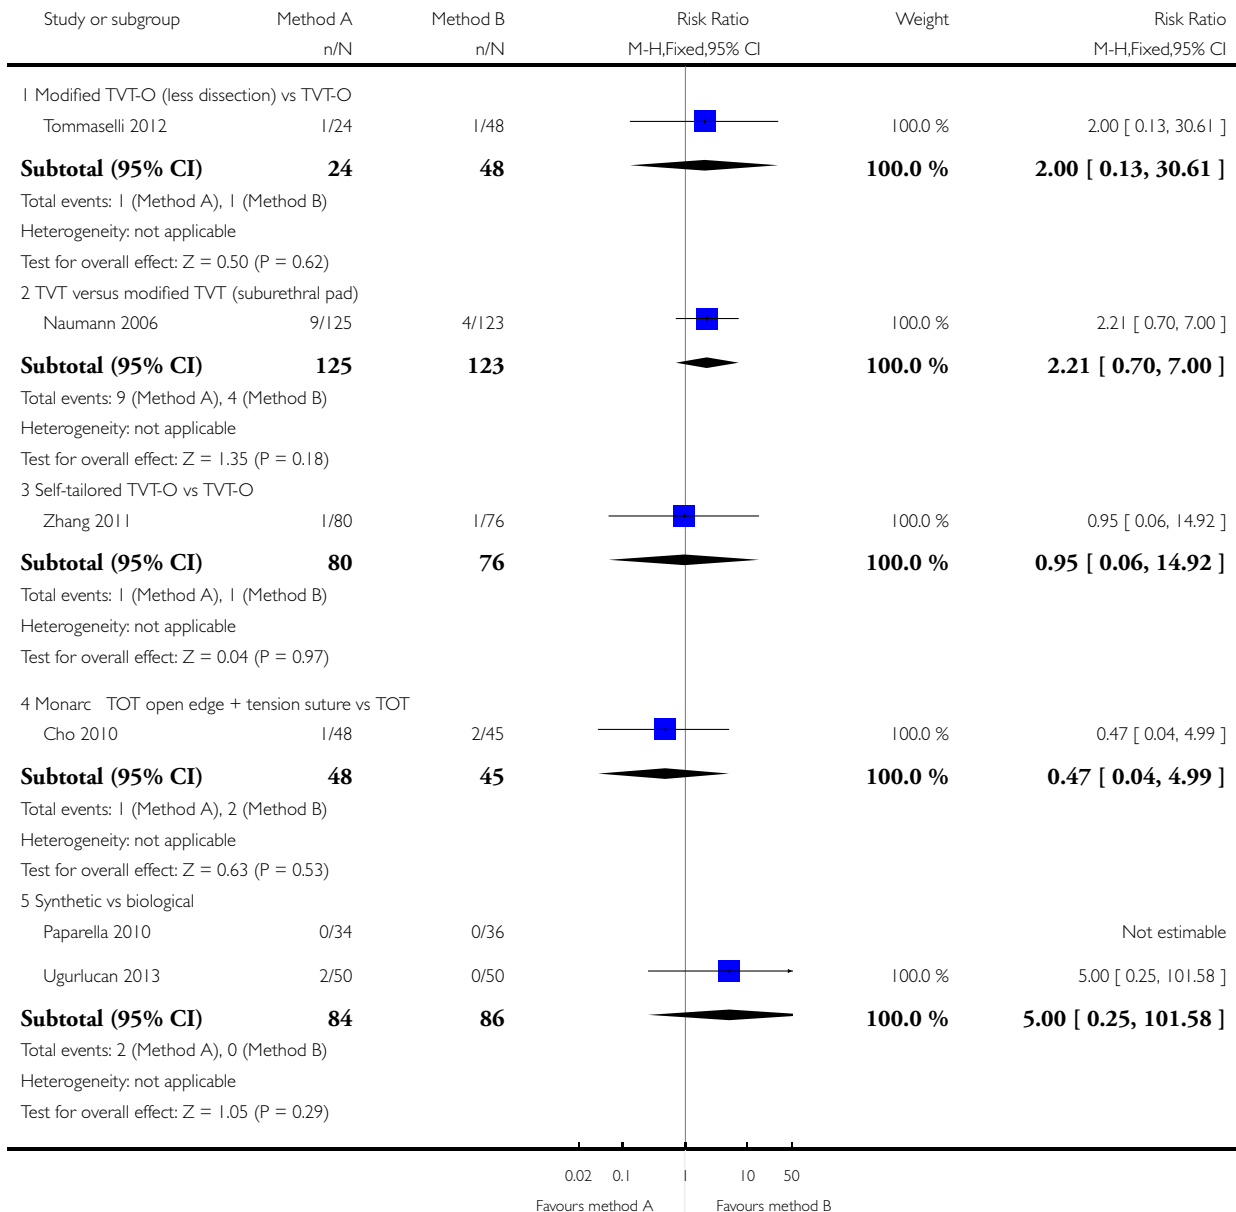 Study or subgroup Method A Method B Risk Ratio Weight Risk Ratio
n/N n/N M-H,Fixed,95% CI M-H,Fixed,95% CI
1 Modified TVT-O (less dissection) vs TVT-O
Tommaselli 2012 1/24 1/48 100.0 % 2.00 [ 0.13, 30.61 ]
Subtotal (95% CI) 24 48 100.0 % 2.00 [ 0.13, 30.61 ]
Total events: 1 (Method A), 1 (Method B)
Heterogeneity: not applicable
Test for overall effect: Z = 0.50 (P = 0.62)
2 TVT versus modified TVT (suburethral pad)
Naumann 2006 9/125 4/123 100.0 % 2.21 [ 0.70, 7.00 ]
Subtotal (95% CI) 125 123 100.0 % 2.21 [ 0.70, 7.00 ]
Total events: 9 (Method A), 4 (Method B)
Heterogeneity: not applicable
Test for overall effect: Z = 1.35 (P = 0.18)
3 Self-tailored TVT-O vs TVT-O
Zhang 2011 1/80 1/76 100.0 % 0.95 [ 0.06, 14.92 ]
Subtotal (95% CI) 80 76 100.0 % 0.95 [ 0.06, 14.92 ]
Total events: 1 (Method A), 1 (Method B)
Heterogeneity: not applicable
Test for overall effect: Z = 0.04 (P = 0.97)
4 Monarc TOT open edge + tension suture vs TOT
Cho 2010 1/48 2/45 100.0 % 0.47 [ 0.04, 4.99 ]
Subtotal (95% CI) 48 45 100.0 % 0.47 [ 0.04, 4.99 ]
Total events: 1 (Method A), 2 (Method B)
Heterogeneity: not applicable
Test for overall effect: Z = 0.63 (P = 0.53)
5 Synthetic vs biological
Paparella 2010 0/34 0/36 Not estimable
Ugurlucan 2013 2/50 0/50 100.0 % 5.00 [ 0.25, 101.58 ]
Subtotal (95% CI) 84 86 100.0 % 5.00 [ 0.25, 101.58 ]
Total events: 2 (Method A), 0 (Method B)
Heterogeneity: not applicable
Test for overall effect: Z = 1.05 (P = 0.29)
0.02 0.1 1 10 50
Favours method A Favours method B